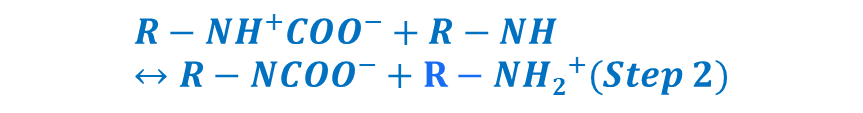 R − NH⁺COO⁻ + R − NH
↔ R − NCOO⁻ + R − NH₂⁺(Step 2)